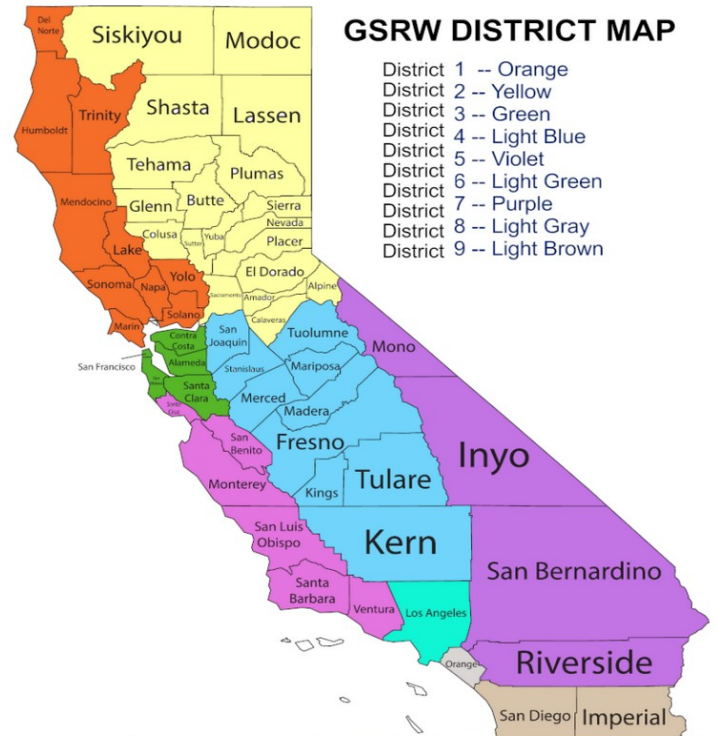 GSRW DISTRICT MAP
District 1 -- Orange
District 2 -- Yellow
District 3 -- Green
District 4 -- Light Blue
District 5 -- Violet
District 6 -- Light Green
District 7 -- Purple
District 8 -- Light Gray
District 9 -- Light Brown
Del
Norte
Siskiyou
Modoc
Humboldt
Trinity
Shasta
Lassen
Tehama
Plumas
Mendocino
Glenn
Butte
Sierra
Nevada
Colusa
Sutter
Yuba
Placer
Lake
El Dorado
Yolo
Sonoma
Napa
Sacramento
Amador
Alpine
Solano
Calaveras
Marin
San
Joaquin
Tuolumne
Contra
Costa
Mono
San Francisco
Alameda
Stanislaus
Mariposa
Santa
Clara
Merced
Santa
Cruz
Madera
San
Benito
Fresno
Inyo
Monterey
Kings
Tulare
San Luis
Obispo
Kern
San Bernardino
Santa
Barbara
Ventura
Los Angeles
Orange
Riverside
San Diego
Imperial